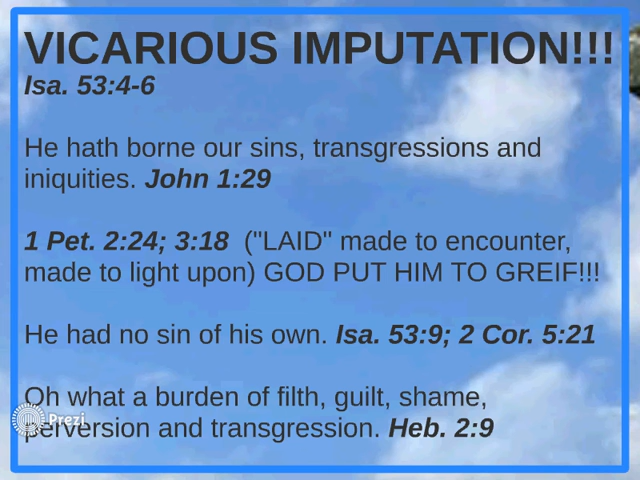 VICARIOUS IMPUTATION!!!
Isa. 53:4-6
He hath borne our sins, transgressions and
iniquities. John 1:29
1 Pet. 2:24; 3:18 ("LAID" made to encounter,
made to light upon) GOD PUT HIM TO GREIF!!!
He had no sin of his own. Isa. 53:9; 2 Cor. 5:21
Oh what a burden of filth, guilt, shame,
Prezi
perversion and transgression. Heb. 2:9